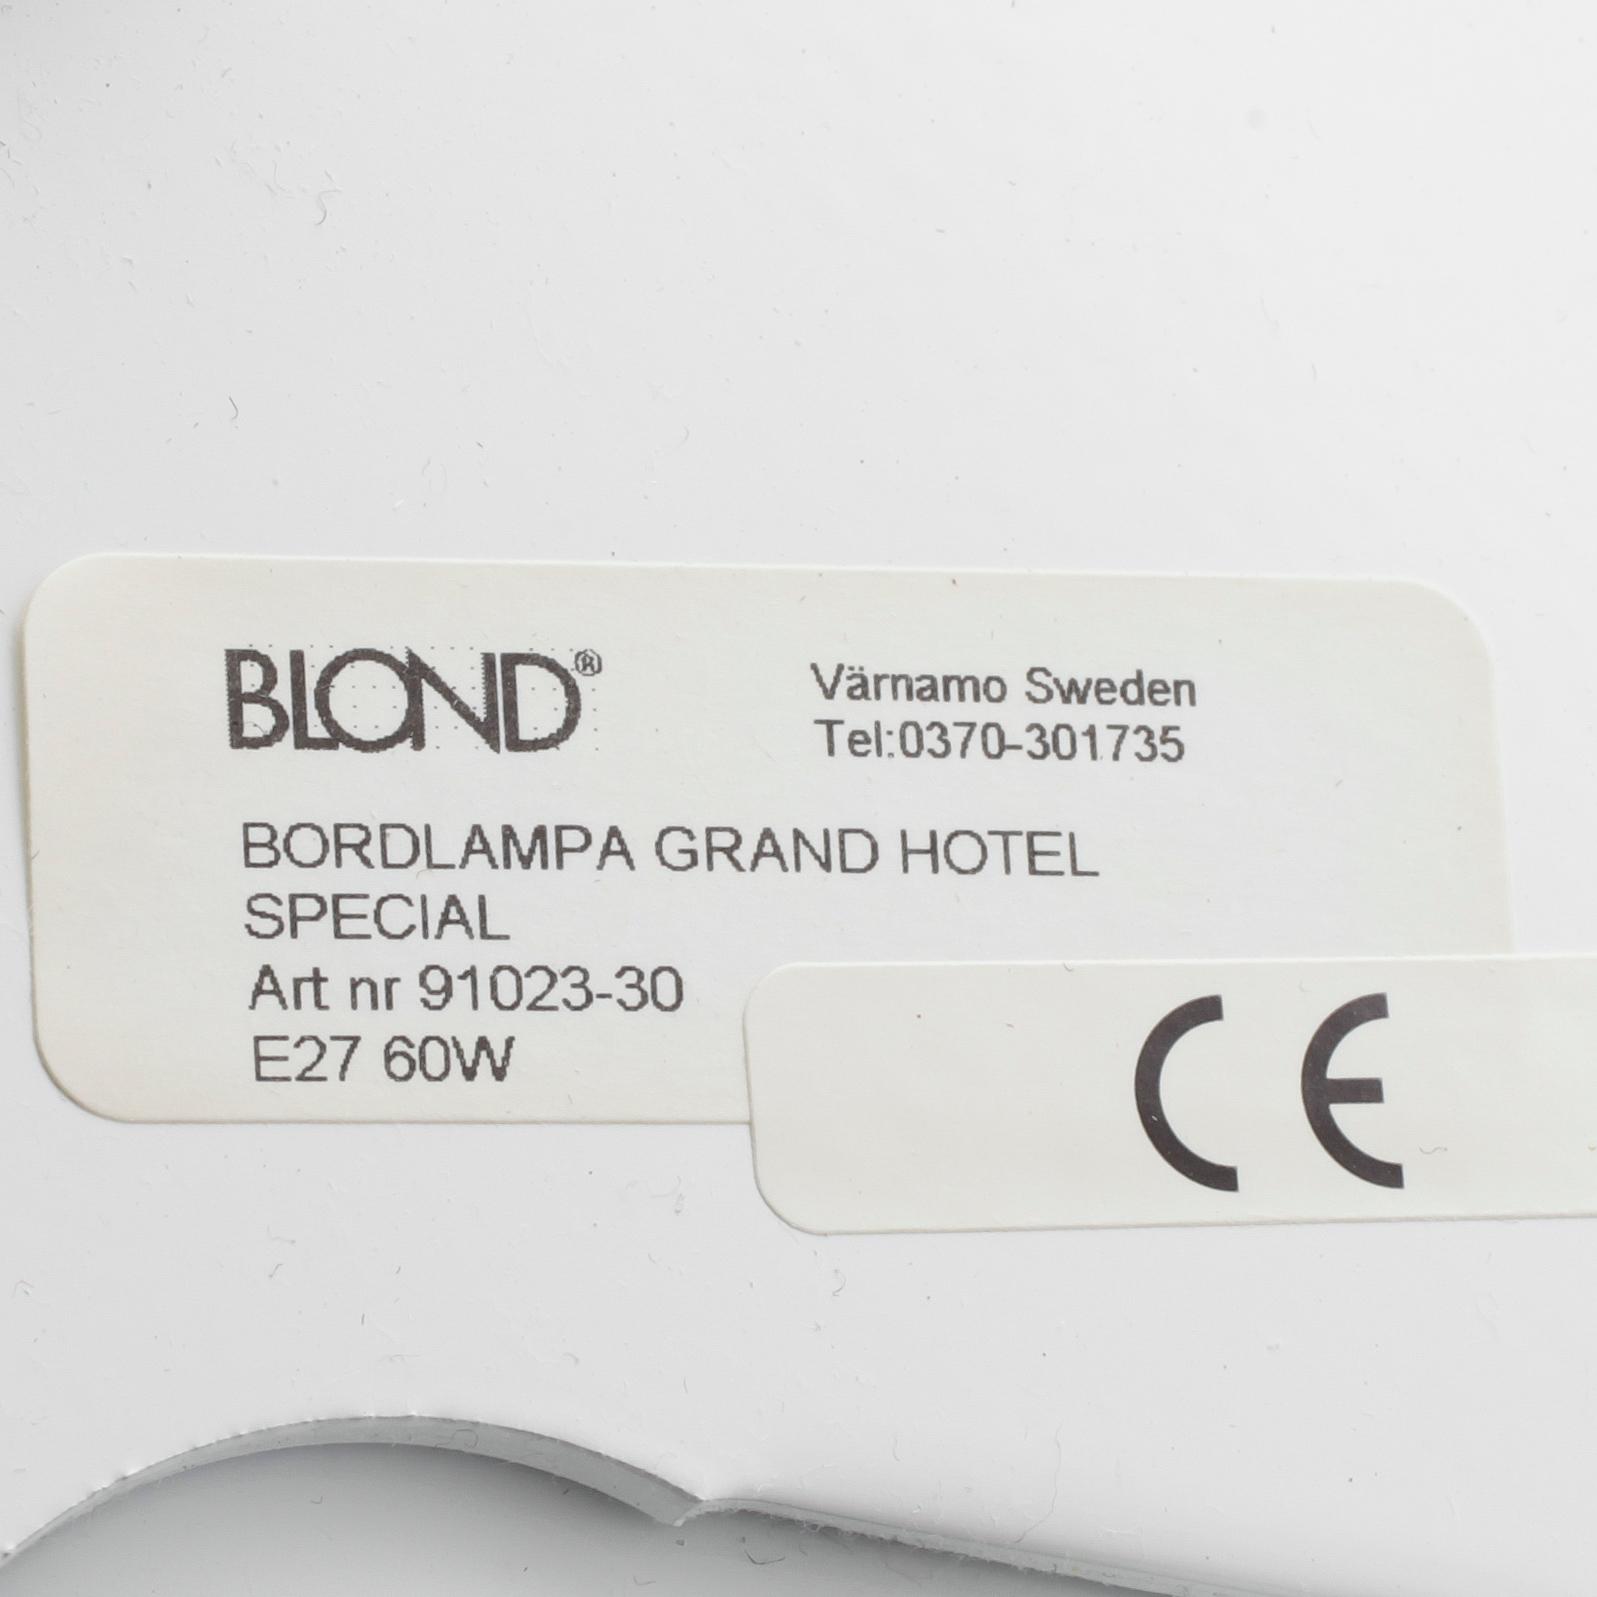 BLOND®
Värnamo Sweden
Tel:0370-301735
BORDLAMPA GRAND HOTEL
SPECIAL
Art nr 91023-30
E27 60W
CE